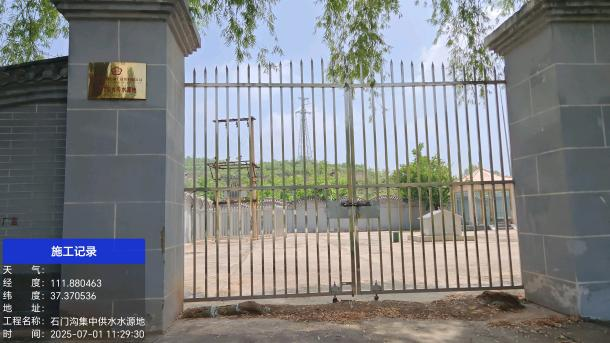 施工记录
天 气:
经 度: 111.880463
纬 度: 37.370536
地 址:
工程名称: 石门沟集中供水水源地
时 间: 2025-07-01 11:29:30